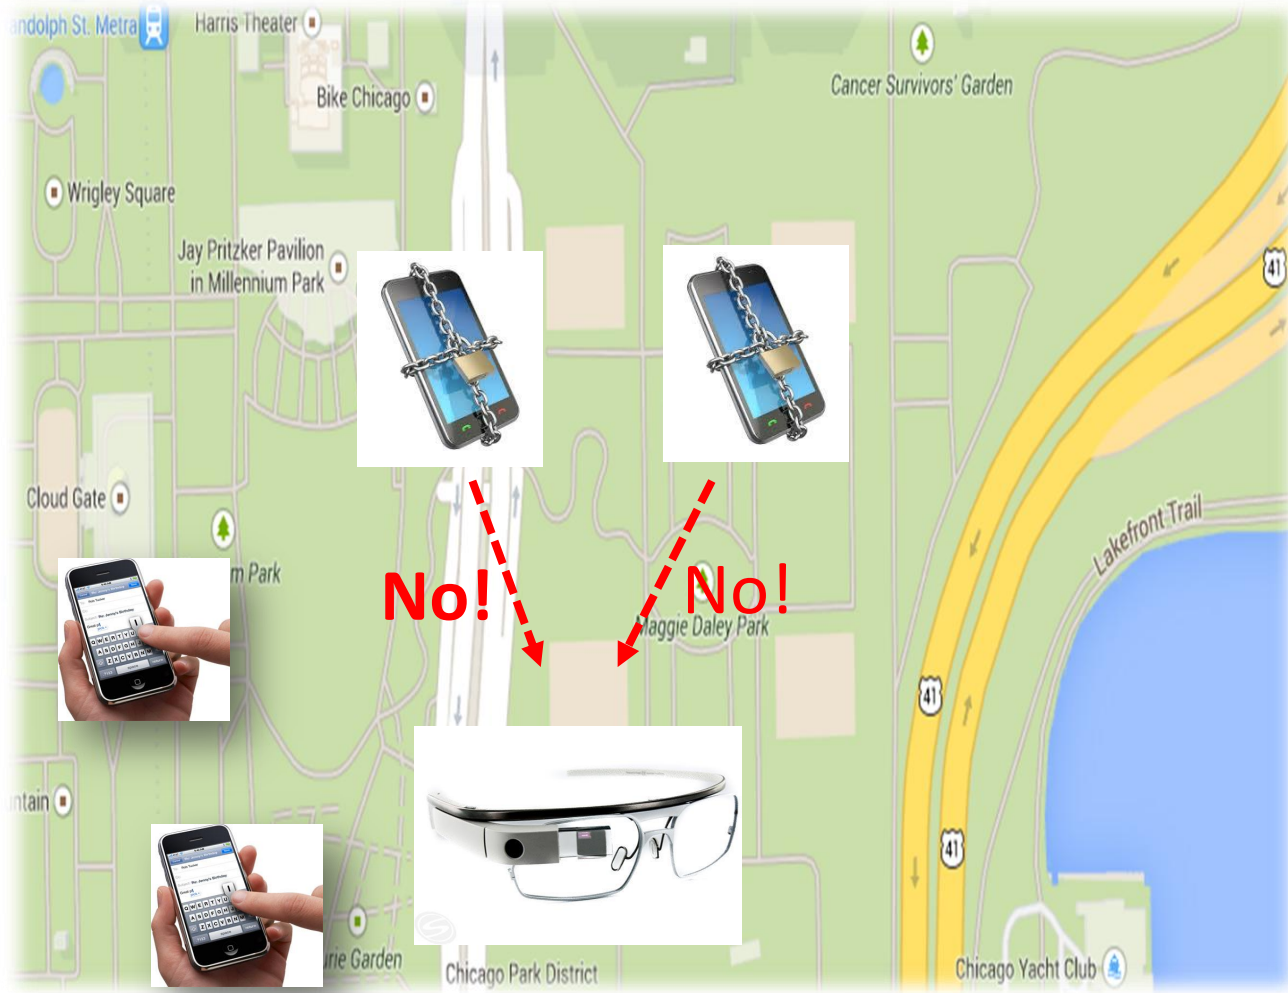 andolph St. Metra
Harris Theater
Bike Chicago
Cancer Survivors' Garden
Wrigley Square
Jay Pritzker Pavilion
in Millennium Park
41
Cloud Gate
Lakefront Trail
m Park
No!
No!
Maggie Daley Park
41
ntain
41
urie Garden
Chicago Park District
Chicago Yacht Club